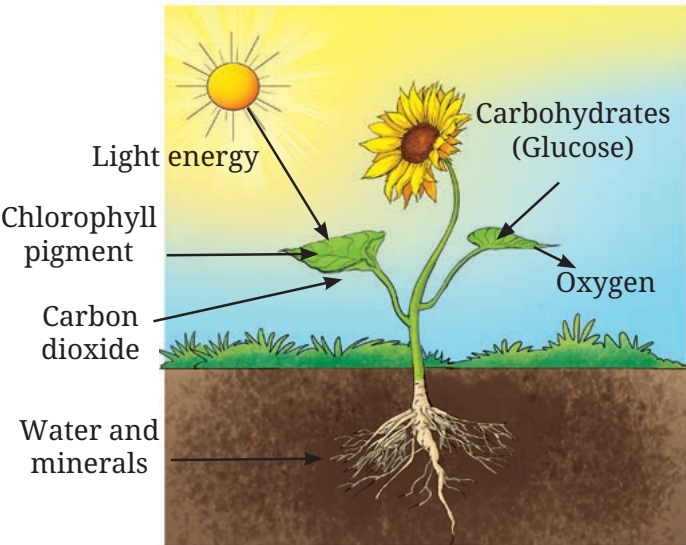 Carbohydrates
(Glucose)
Light energy
Chlorophyll
pigment
Oxygen
Carbon
dioxide
Water and
minerals